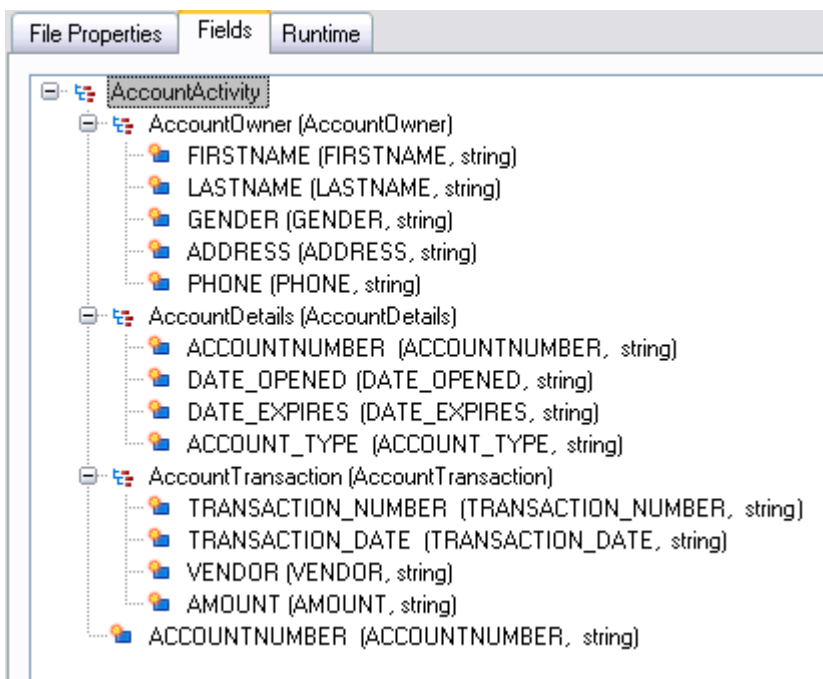 File Properties Fields Runtime
AccountActivity
AccountOwner (AccountOwner)
FIRSTNAME (FIRSTNAME, string)
LASTNAME (LASTNAME, string)
GENDER (GENDER, string)
ADDRESS (ADDRESS, string)
PHONE (PHONE, string)
AccountDetails (AccountDetails)
ACCOUNTNUMBER (ACCOUNTNUMBER, string)
DATE_OPENED (DATE_OPENED, string)
DATE_EXPIRES (DATE_EXPIRES, string)
ACCOUNT_TYPE (ACCOUNT_TYPE, string)
AccountTransaction (AccountTransaction)
TRANSACTION_NUMBER (TRANSACTION_NUMBER, string)
TRANSACTION_DATE (TRANSACTION_DATE, string)
VENDOR (VENDOR, string)
AMOUNT (AMOUNT, string)
ACCOUNTNUMBER (ACCOUNTNUMBER, string)